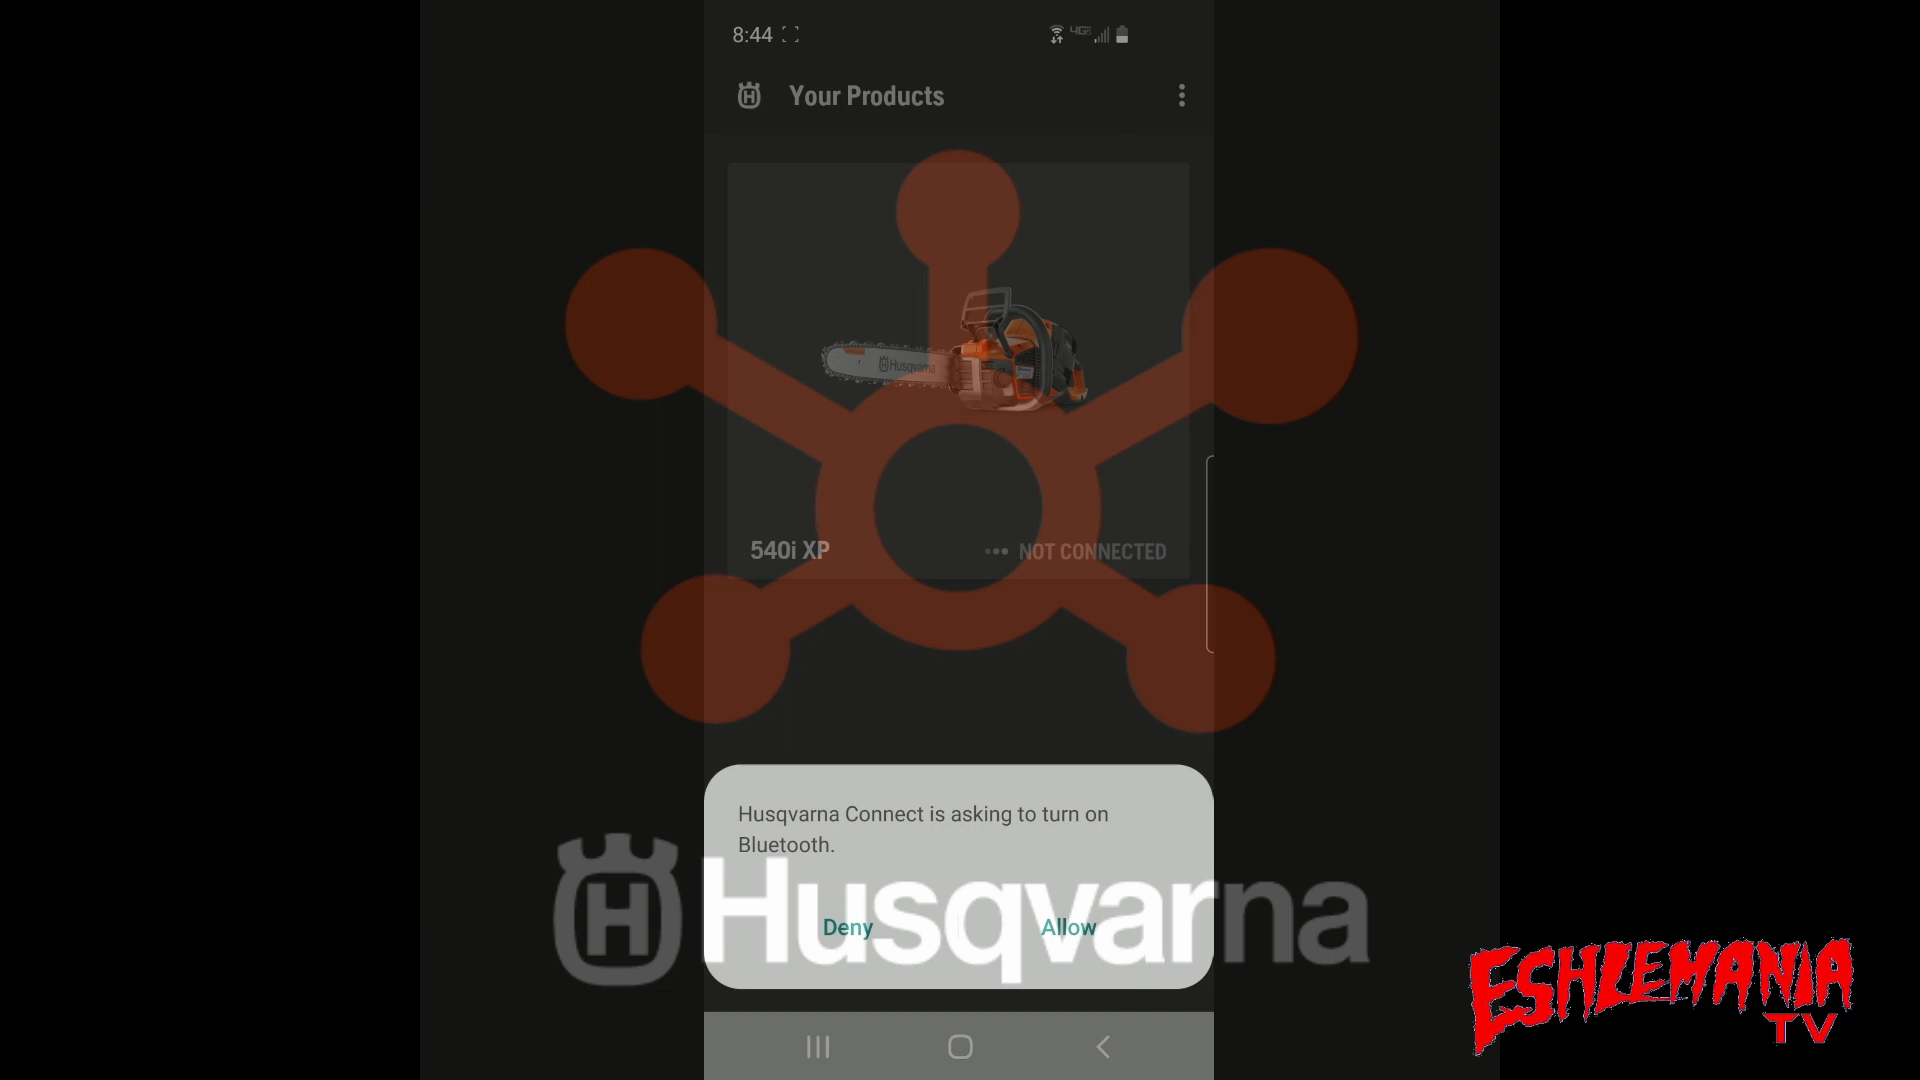 8:44
4G
Your Products
Husqvarna
540i XP
NOT CONNECTED
Husqvarna Connect is asking to turn on
Bluetooth.
Deny
Allow
H Husqvarna
ESHLEMANIA
TV